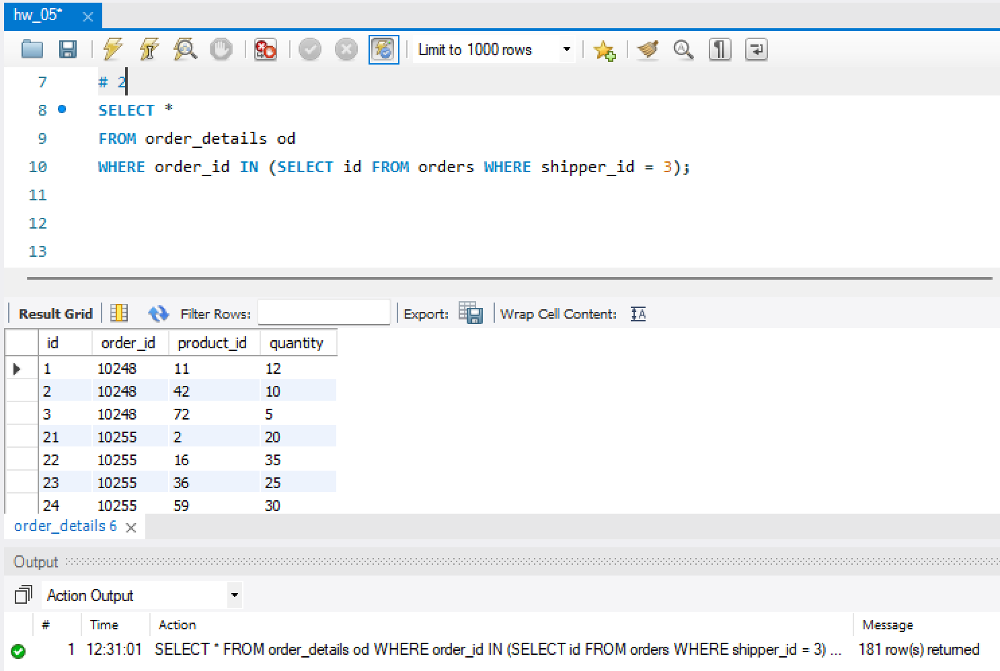 hw_05*
Limit to 1000 rows
7 # 2
8 SELECT *
9 FROM order_details od
10 WHERE order_id IN (SELECT id FROM orders WHERE shipper_id = 3);
11
12
13
Result Grid Filter Rows: Export: Wrap Cell Content:
id order_id product_id quantity
1 10248 11 12
2 10248 42 10
3 10248 72 5
21 10255 2 20
22 10255 16 35
23 10255 36 25
24 10255 59 30
order_details 6
Output
Action Output
# Time Action Message
1 12:31:01 SELECT * FROM order_details od WHERE order_id IN (SELECT id FROM orders WHERE shipper_id = 3) ... 181 row(s) returned